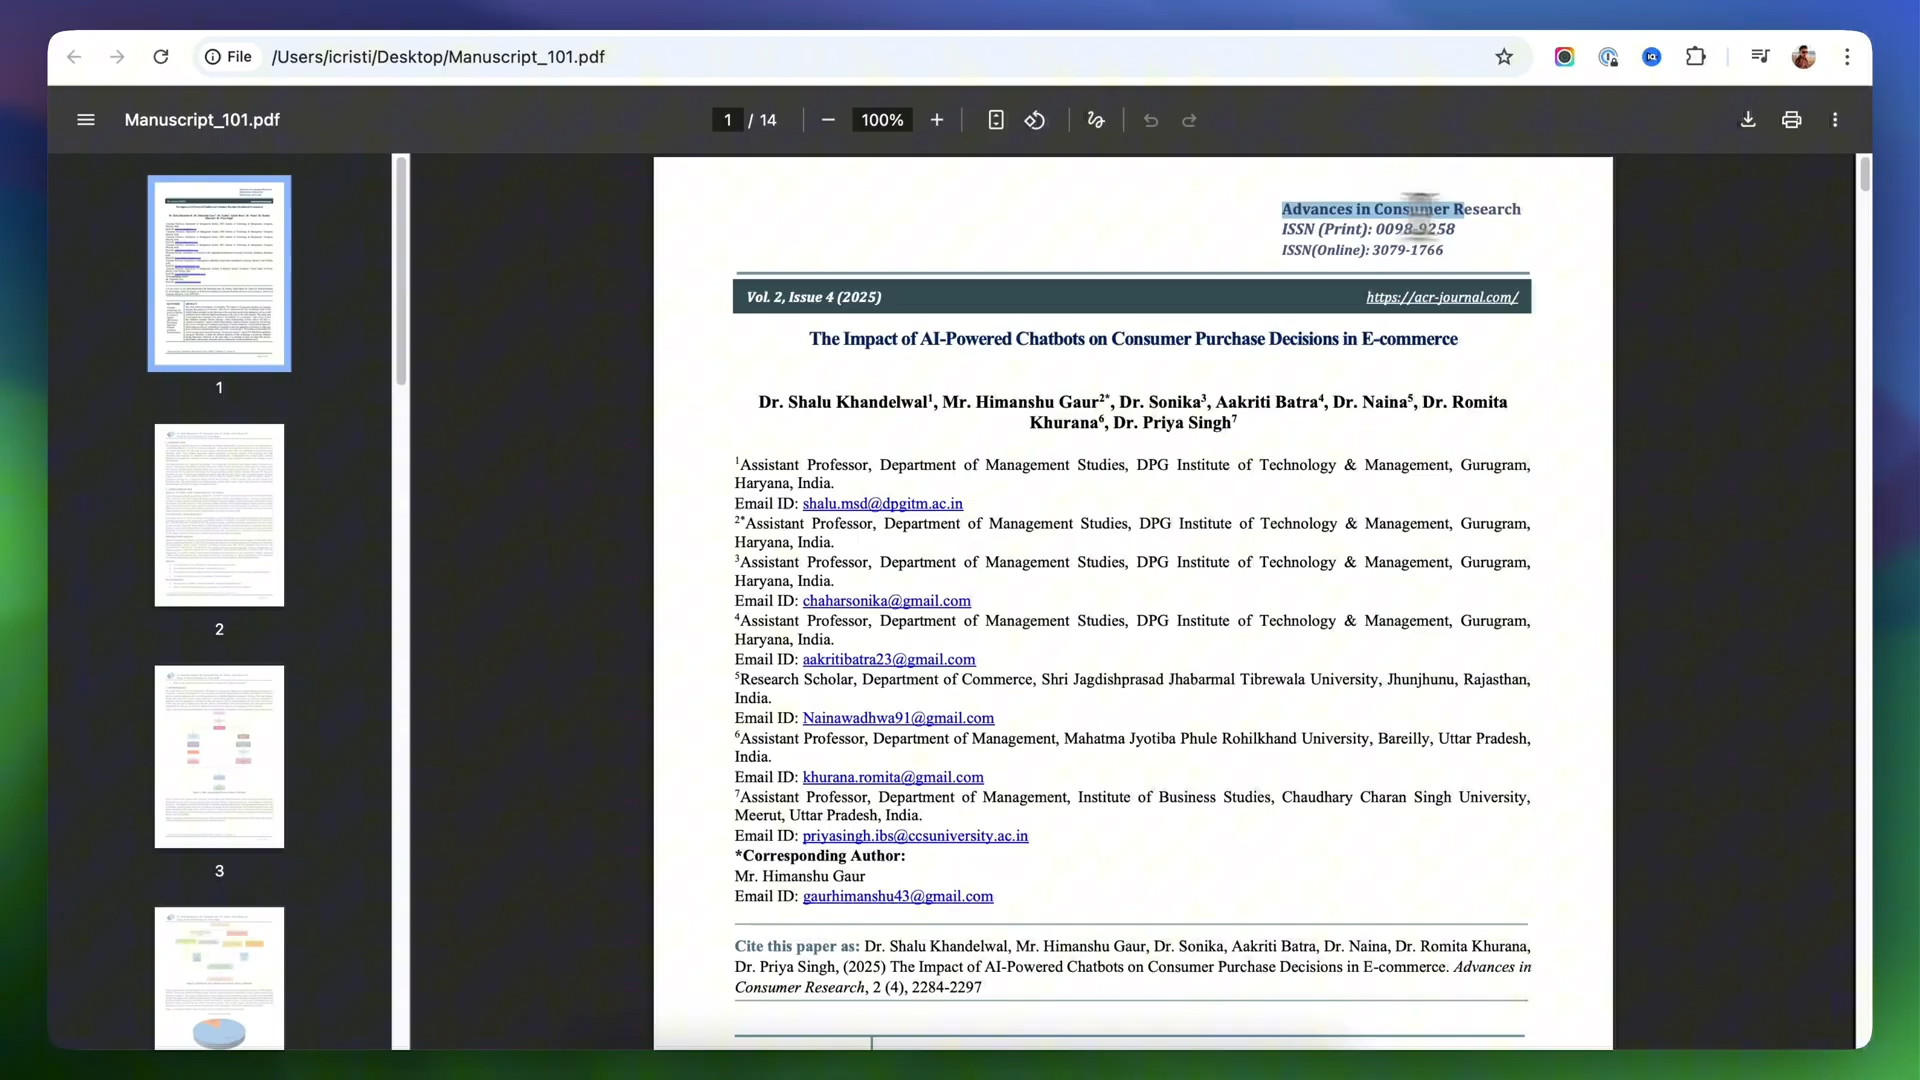 File
/Users/icristi/Desktop/Manuscript_101.pdf
Manuscript_101.pdf
1 / 14
100%
1
2
3
Advances in Consumer Research
ISSN (Print): 0098-9258
ISSN(Online): 3079-1766
Vol. 2, Issue 4 (2025)
https://acr-journal.com/
The Impact of AI-Powered Chatbots on Consumer Purchase Decisions in E-commerce
Dr. Shalu Khandelwal1, Mr. Himanshu Gaur2*, Dr. Sonika3, Aakriti Batra4, Dr. Naina5, Dr. Romita
Khurana6, Dr. Priya Singh7
1Assistant Professor, Department of Management Studies, DPG Institute of Technology & Management, Gurugram,
Haryana, India.
Email ID: shalu.msd@dpgitm.ac.in
2*Assistant Professor, Department of Management Studies, DPG Institute of Technology & Management, Gurugram,
Haryana, India.
3Assistant Professor, Department of Management Studies, DPG Institute of Technology & Management, Gurugram,
Haryana, India.
Email ID: chaharsonika@gmail.com
4Assistant Professor, Department of Management Studies, DPG Institute of Technology & Management, Gurugram,
Haryana, India.
Email ID: aakritibatra23@gmail.com
5Research Scholar, Department of Commerce, Shri Jagdishprasad Jhabarmal Tibrewala University, Jhunjhunu, Rajasthan,
India.
Email ID: Nainawadhwa91@gmail.com
6Assistant Professor, Department of Management, Mahatma Jyotiba Phule Rohilkhand University, Bareilly, Uttar Pradesh,
India.
Email ID: khurana.romita@gmail.com
7Assistant Professor, Department of Management, Institute of Business Studies, Chaudhary Charan Singh University,
Meerut, Uttar Pradesh, India.
Email ID: priyasingh.ibs@ccsuniversity.ac.in
*Corresponding Author:
Mr. Himanshu Gaur
Email ID: gaurhimanshu43@gmail.com
Cite this paper as: Dr. Shalu Khandelwal, Mr. Himanshu Gaur, Dr. Sonika, Aakriti Batra, Dr. Naina, Dr. Romita Khurana,
Dr. Priya Singh, (2025) The Impact of AI-Powered Chatbots on Consumer Purchase Decisions in E-commerce. Advances in
Consumer Research, 2 (4), 2284-2297